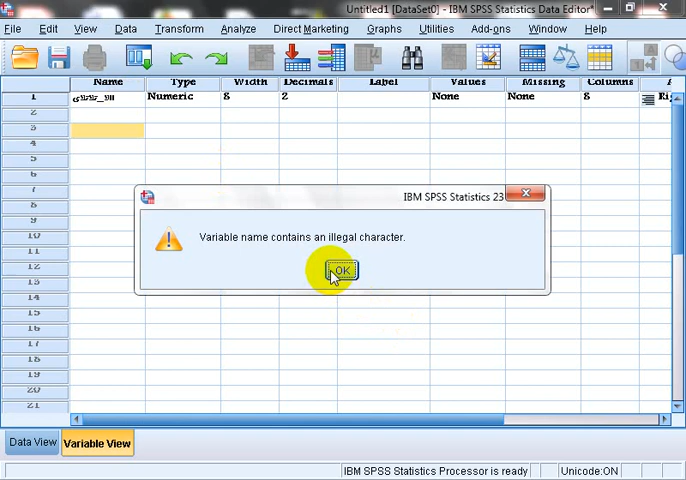 Untitled1 [DataSet0] - IBM SPSS Statistics Data Editor*
File Edit View Data Transform Analyze Direct Marketing Graphs Utilities Add-ons Window Help
Name Type Width Decimals Label Values Missing Columns A
1 Numeric 8 2 None None 8 Rig
2
3
4
5
6
7
IBM SPSS Statistics 23
8
9
Variable name contains an illegal character.
10
11
12
OK
13
14
15
16
17
18
19
20
21
Data View Variable View
IBM SPSS Statistics Processor is ready Unicode:ON